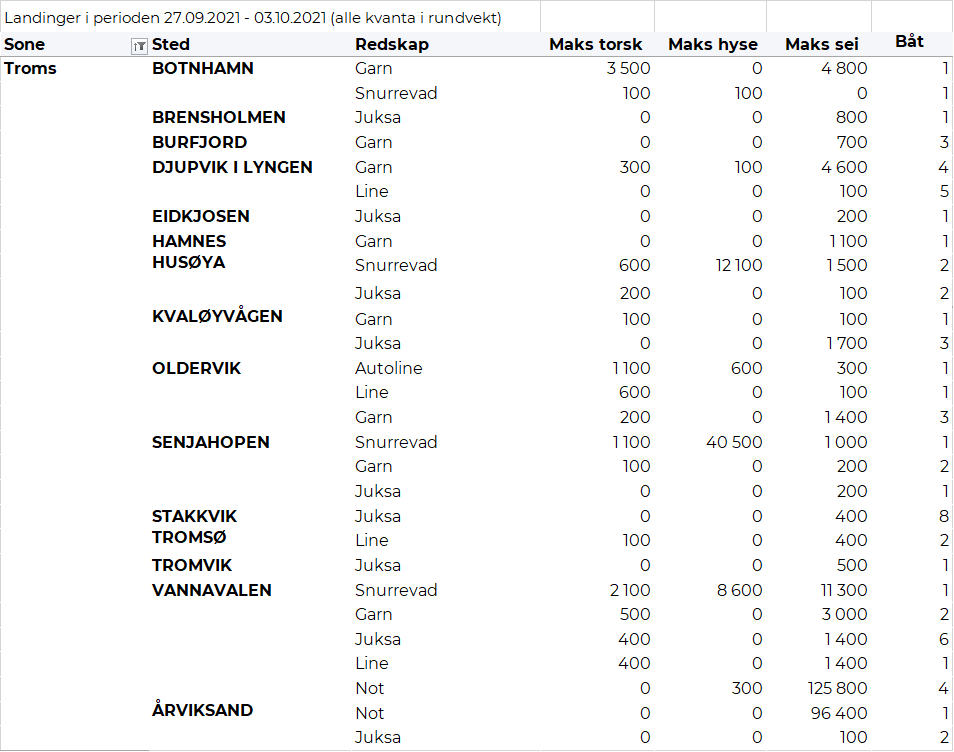 Landinger i perioden 27.09.2021 - 03.10.2021 (alle kvanta i rundvekt)
Sone Sted Redskap Maks torsk Maks hyse Maks sei Båt
Troms BOTNHAMN Garn 3 500 0 4 800 1
Snurrevad 100 100 0 1
BRENSHOLMEN Juksa 0 0 800 1
BURFJORD Garn 0 0 700 3
DJUPVIK I LYNGEN Garn 300 100 4 600 4
Line 0 0 100 5
EIDKJOSEN Juksa 0 0 200 1
HAMNES Garn 0 0 1 100 1
HUSØYA Snurrevad 600 12 100 1 500 2
Juksa 200 0 100 2
KVALØYVÅGEN Garn 100 0 100 1
Juksa 0 0 1 700 3
OLDERVIK Autoline 1 100 600 300 1
Line 600 0 100 1
Garn 200 0 1 400 3
SENJAHOPEN Snurrevad 1 100 40 500 1 000 1
Garn 100 0 200 2
Juksa 0 0 200 1
STAKKVIK Juksa 0 0 400 8
TROMSØ Line 100 0 400 2
TROMVIK Juksa 0 0 500 1
VANNAVALEN Snurrevad 2 100 8 600 11 300 1
Garn 500 0 3 000 2
Juksa 400 0 1 400 6
Line 400 0 1 400 1
Not 0 300 125 800 4
ÅRVIKSAND Not 0 0 96 400 1
Juksa 0 0 100 2